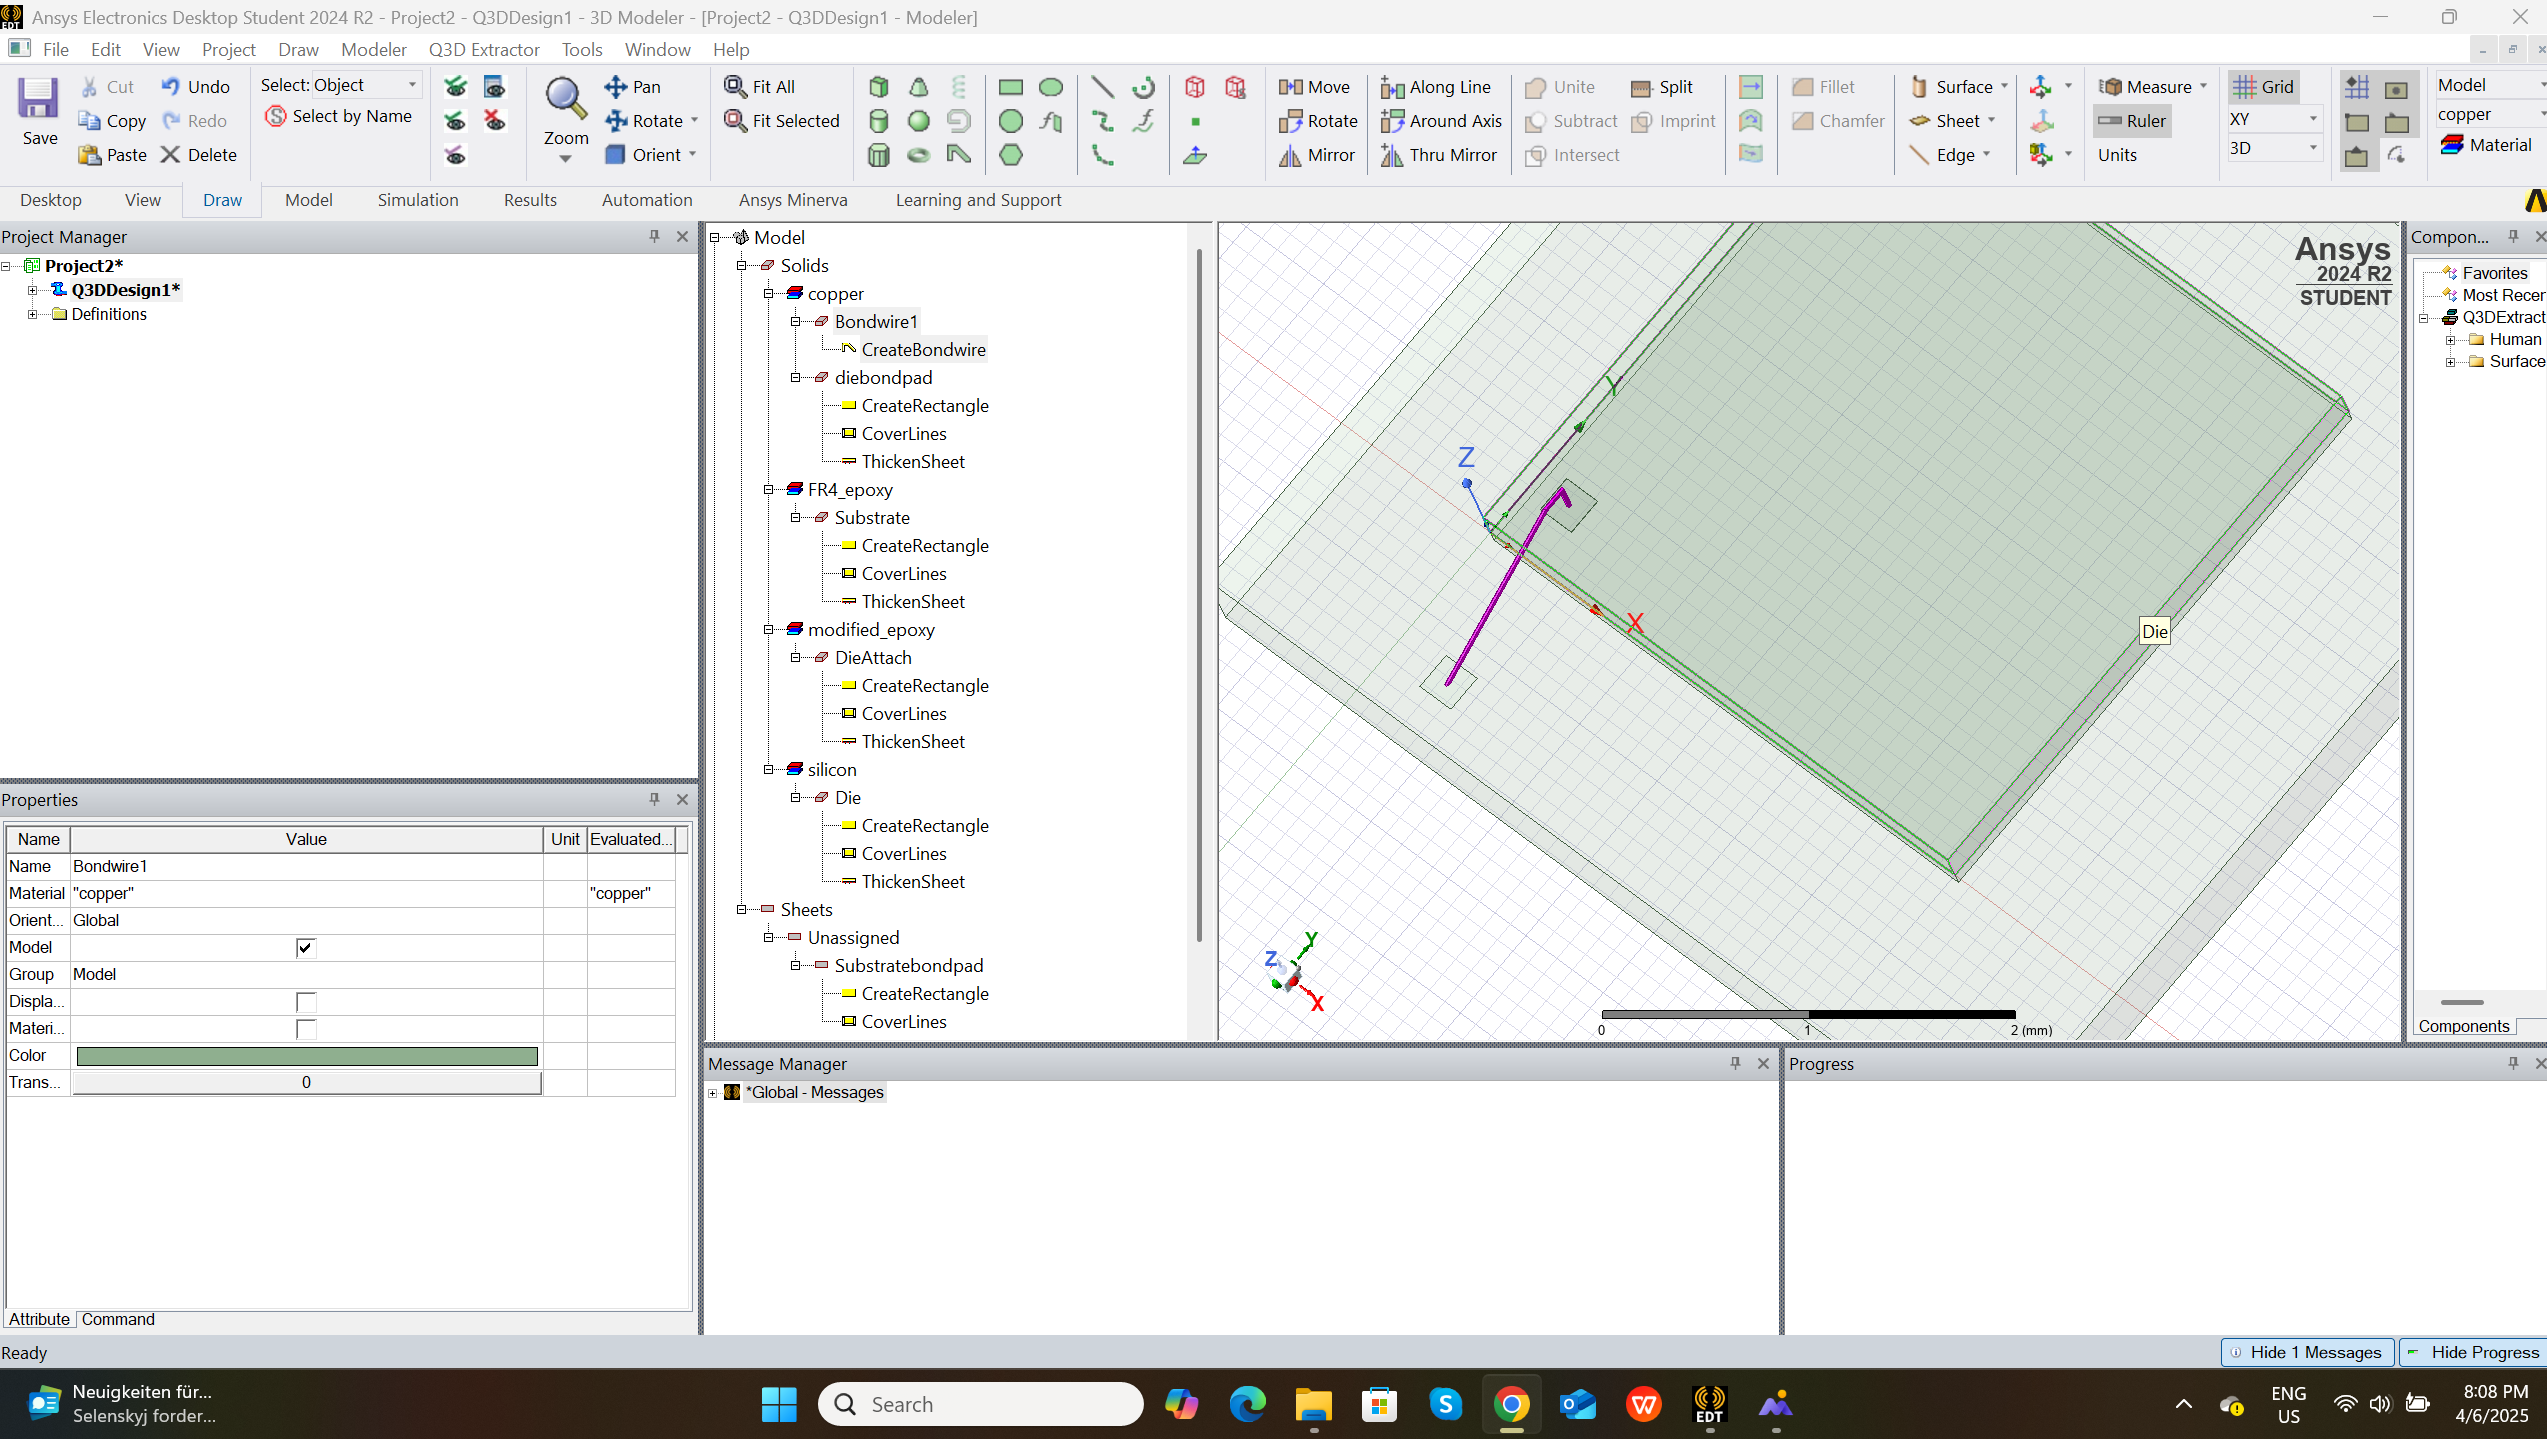 Ansys Electronics Desktop Student 2024 R2 - Project2 - Q3DDesign1 - 3D Modeler - [Project2 - Q3DDesign1 - Modeler]
File Edit View Project Draw Modeler Q3D Extractor Tools Window Help
Save
Cut
Copy
Paste
Undo
Redo
Delete
Select: Object
Select by Name
Zoom
Pan
Rotate
Orient
Fit All
Fit Selected
Move
Rotate
Mirror
Along Line
Around Axis
Thru Mirror
Unite
Subtract
Intersect
Split
Imprint
Fillet
Chamfer
Surface
Sheet
Edge
Measure
Ruler
Units
Grid
XY
3D
Model
copper
Material
Desktop View Draw Model Simulation Results Automation Ansys Minerva Learning and Support
Project Manager
Project2*
Q3DDesign1*
Definitions
Properties
Name Value Unit Evaluated...
Name Bondwire1
Material "copper" "copper"
Orient... Global
Model
Group Model
Displa...
Materi...
Color
Trans... 0
Attribute Command
Model
Solids
copper
Bondwire1
CreateBondwire
diebondpad
CreateRectangle
CoverLines
ThickenSheet
FR4_epoxy
Substrate
CreateRectangle
CoverLines
ThickenSheet
modified_epoxy
DieAttach
CreateRectangle
CoverLines
ThickenSheet
silicon
Die
CreateRectangle
CoverLines
ThickenSheet
Sheets
Unassigned
Substratebondpad
CreateRectangle
CoverLines
Ansys
2024 R2
STUDENT
Y
Z
X
Die
Y
Z
X
0 1 2 (mm)
Compon...
Favorites
Most Recen
Q3DExtract
Human
Surface
Components
Message Manager
*Global - Messages
Progress
Ready
Hide 1 Messages
Hide Progress
Neuigkeiten für...
Selenskyj forder...
Search
EDT
ENG
US
8:08 PM
4/6/2025